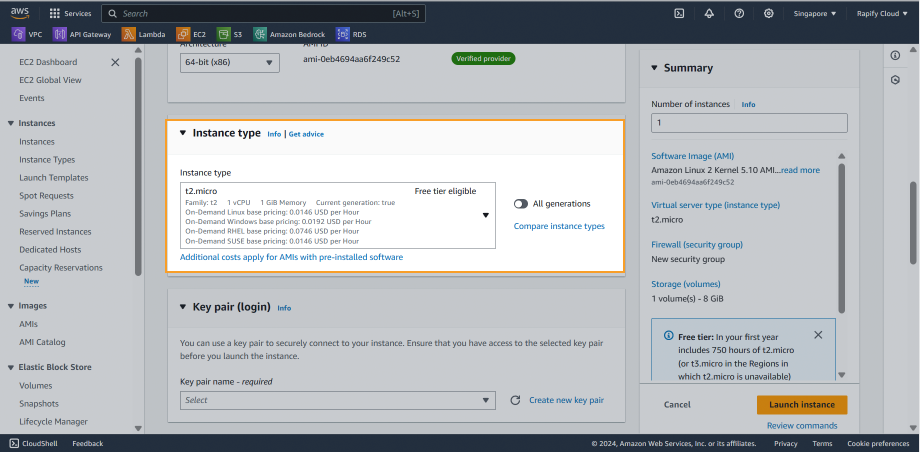 aws
Services
Search
[Alt+S]
Singapore
Rapify Cloud
VPC
API Gateway
Lambda
EC2
S3
Amazon Bedrock
RDS
EC2 Dashboard
EC2 Global View
Events
Instances
Instances
Instance Types
Launch Templates
Spot Requests
Savings Plans
Reserved Instances
Dedicated Hosts
Capacity Reservations
New
Images
AMIs
AMI Catalog
Elastic Block Store
Volumes
Snapshots
Lifecycle Manager
Architecture
AMI ID
64-bit (x86)
ami-0eb4694aa6f249c52
Verified provider
Instance type
Info | Get advice
Instance type
t2.micro
Free tier eligible
Family: t2 1 vCPU 1 GiB Memory Current generation: true
On-Demand Linux base pricing: 0.0146 USD per Hour
On-Demand Windows base pricing: 0.0192 USD per Hour
On-Demand RHEL base pricing: 0.0746 USD per Hour
On-Demand SUSE base pricing: 0.0146 USD per Hour
All generations
Compare instance types
Additional costs apply for AMIs with pre-installed software
Key pair (login)
Info
You can use a key pair to securely connect to your instance. Ensure that you have access to the selected key pair
before you launch the instance.
Key pair name - required
Select
Create new key pair
Summary
Number of instances
Info
1
Software Image (AMI)
Amazon Linux 2 Kernel 5.10 AMI...read more
ami-0eb4694aa6f249c52
Virtual server type (instance type)
t2.micro
Firewall (security group)
New security group
Storage (volumes)
1 volume(s) - 8 GiB
Free tier: In your first year
includes 750 hours of t2.micro
(or t3.micro in the Regions in
which t2.micro is unavailable)
Cancel
Launch instance
Review commands
CloudShell
Feedback
© 2024, Amazon Web Services, Inc. or its affiliates.
Privacy
Terms
Cookie preferences